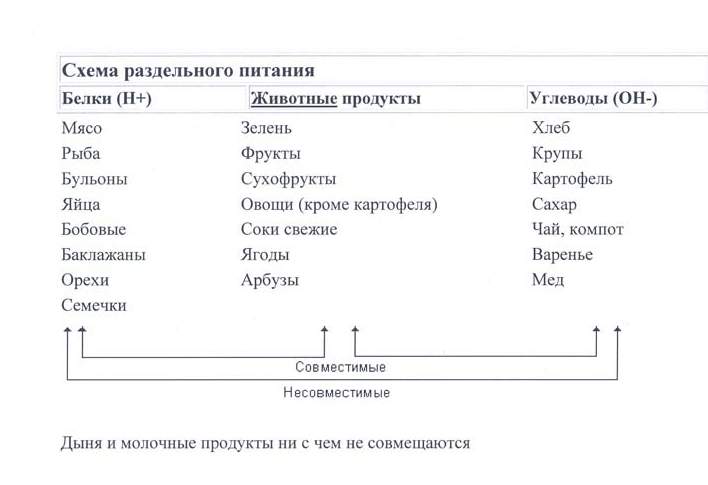 Схема раздельного питания
Белки (Н+) Животные продукты Углеводы (ОН-)
Мясо Зелень Хлеб
Рыба Фрукты Крупы
Бульоны Сухофрукты Картофель
Яйца Овощи (кроме картофеля) Сахар
Бобовые Соки свежие Чай, компот
Баклажаны Ягоды Варенье
Орехи Арбузы Мед
Семечки
Совместимые
Несовместимые
Дыня и молочные продукты ни с чем не совмещаются